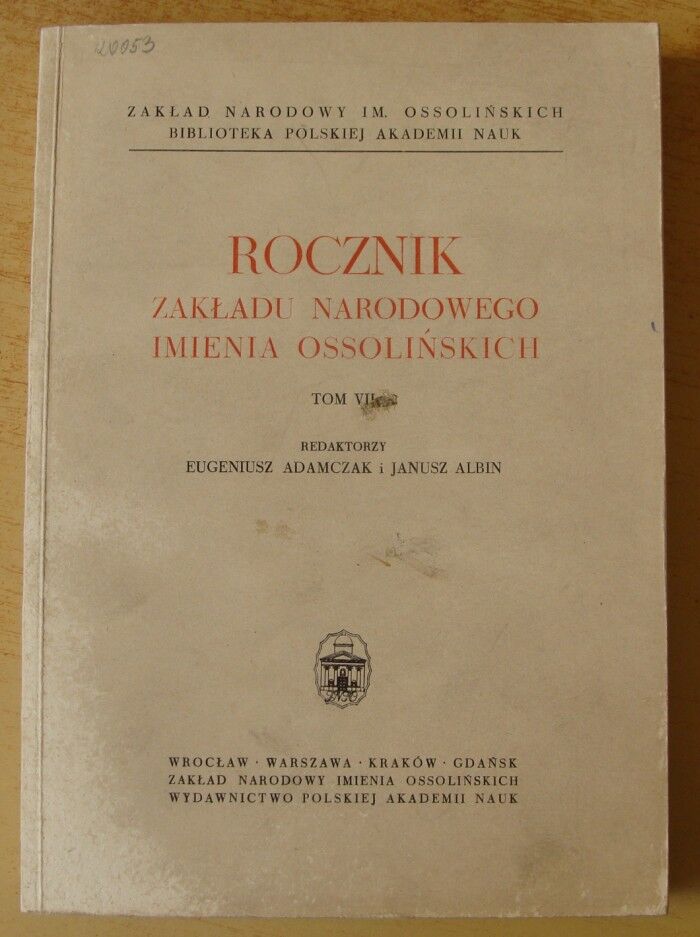 20053
ZAKŁAD NARODOWY IM. OSSOLIŃSKICH
BIBLIOTEKA POLSKIEJ AKADEMII NAUK
ROCZNIK
ZAKŁADU NARODOWEGO
IMIENIA OSSOLIŃSKICH
TOM
REDAKTORZY
EUGENIUSZ ADAMCZAK i JANUSZ ALBIN
WROCŁAW · WARSZAWA · KRAKÓW · GDAŃSK
ZAKŁAD NARODOWY IMIENIA OSSOLIŃSKICH
WYDAWNICTWO POLSKIEJ AKADEMII NAUK